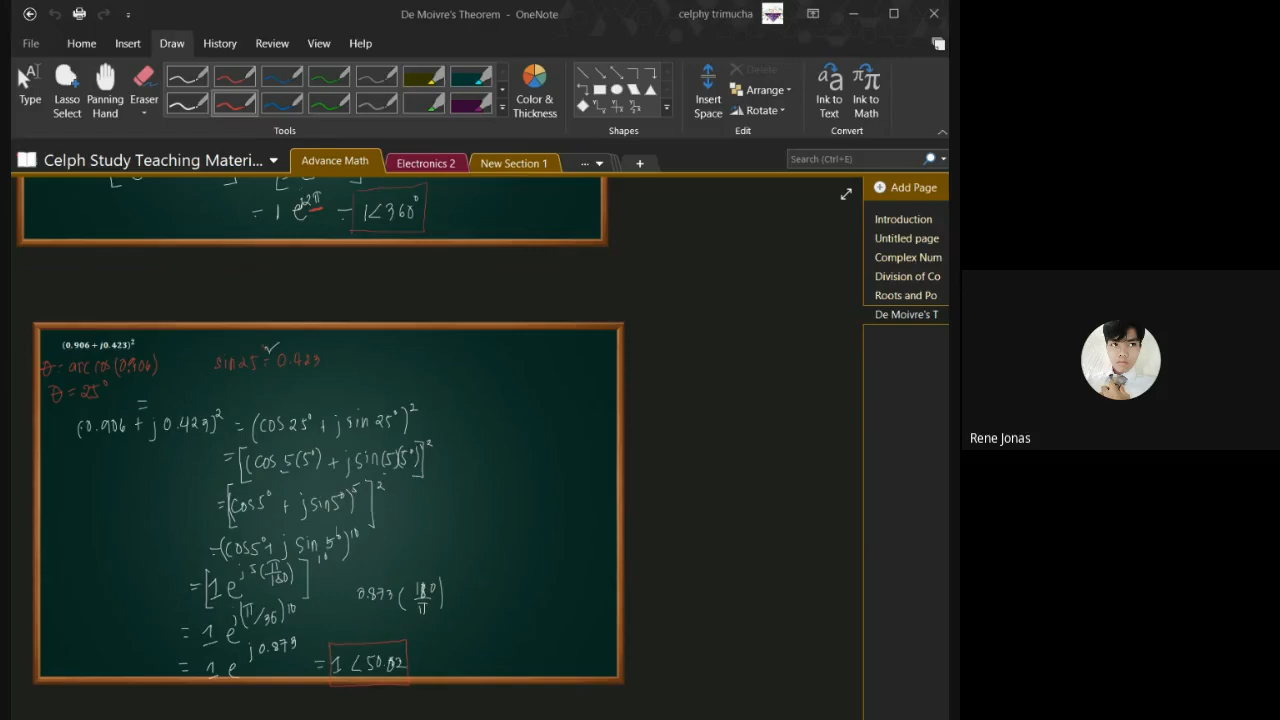 De Moivre's Theorem - OneNote
celphy trimucha
File Home Insert Draw History Review View Help
Type
Lasso Select
Panning Hand
Eraser
Color & Thickness
Insert Space
Delete
Arrange
Rotate
Ink to Text
Ink to Math
Tools
Shapes
Edit
Convert
Celph Study Teaching Materi...
Advance Math
Electronics 2
New Section 1
...
Search (Ctrl+E)
Add Page
Introduction
Untitled page
Complex Num
Division of Co
Roots and Po
De Moivre's T
= 1 e^j2π = 1∠360°
(0.906 + j0.423)²
θ = arc cos (0.906)
sin 25 = 0.423 ✓
θ = 25°
=
(0.906 + j 0.423)² = (cos 25° + j sin 25°)²
= [(cos 5(5°) + j sin(5)(5°)]²
= [(cos 5° + j sin 5°)⁵]²
= (cos 5° + j sin 5°)¹⁰
= [1 e^j5(π/180)]¹⁰
0.873 (180/π)
= 1 e^j(π/36)10
= 1 e^j0.873 = 1∠50.02
Rene Jonas